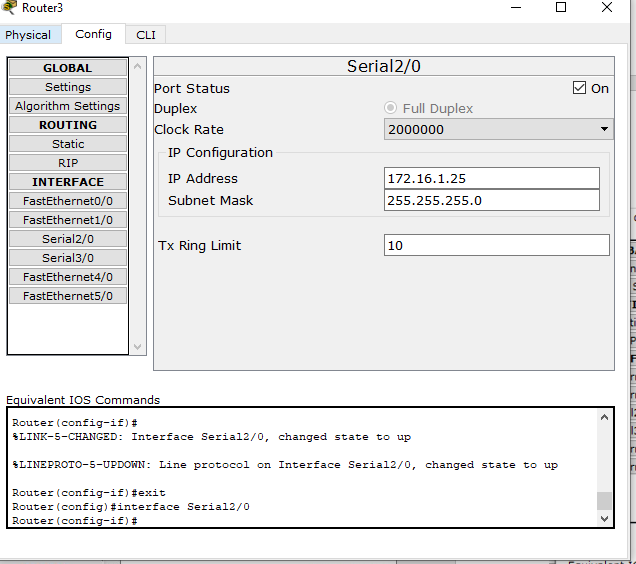 Router3
Physical Config CLI
GLOBAL
Settings
Algorithm Settings
ROUTING
Static
RIP
INTERFACE
FastEthernet0/0
FastEthernet1/0
Serial2/0
Serial3/0
FastEthernet4/0
FastEthernet5/0
Serial2/0
Port Status On
Duplex Full Duplex
Clock Rate 2000000
IP Configuration
IP Address 172.16.1.25
Subnet Mask 255.255.255.0
Tx Ring Limit 10
Equivalent IOS Commands
Router(config-if)#
%LINK-5-CHANGED: Interface Serial2/0, changed state to up
%LINEPROTO-5-UPDOWN: Line protocol on Interface Serial2/0, changed state to up
Router(config-if)#exit
Router(config)#interface Serial2/0
Router(config-if)#